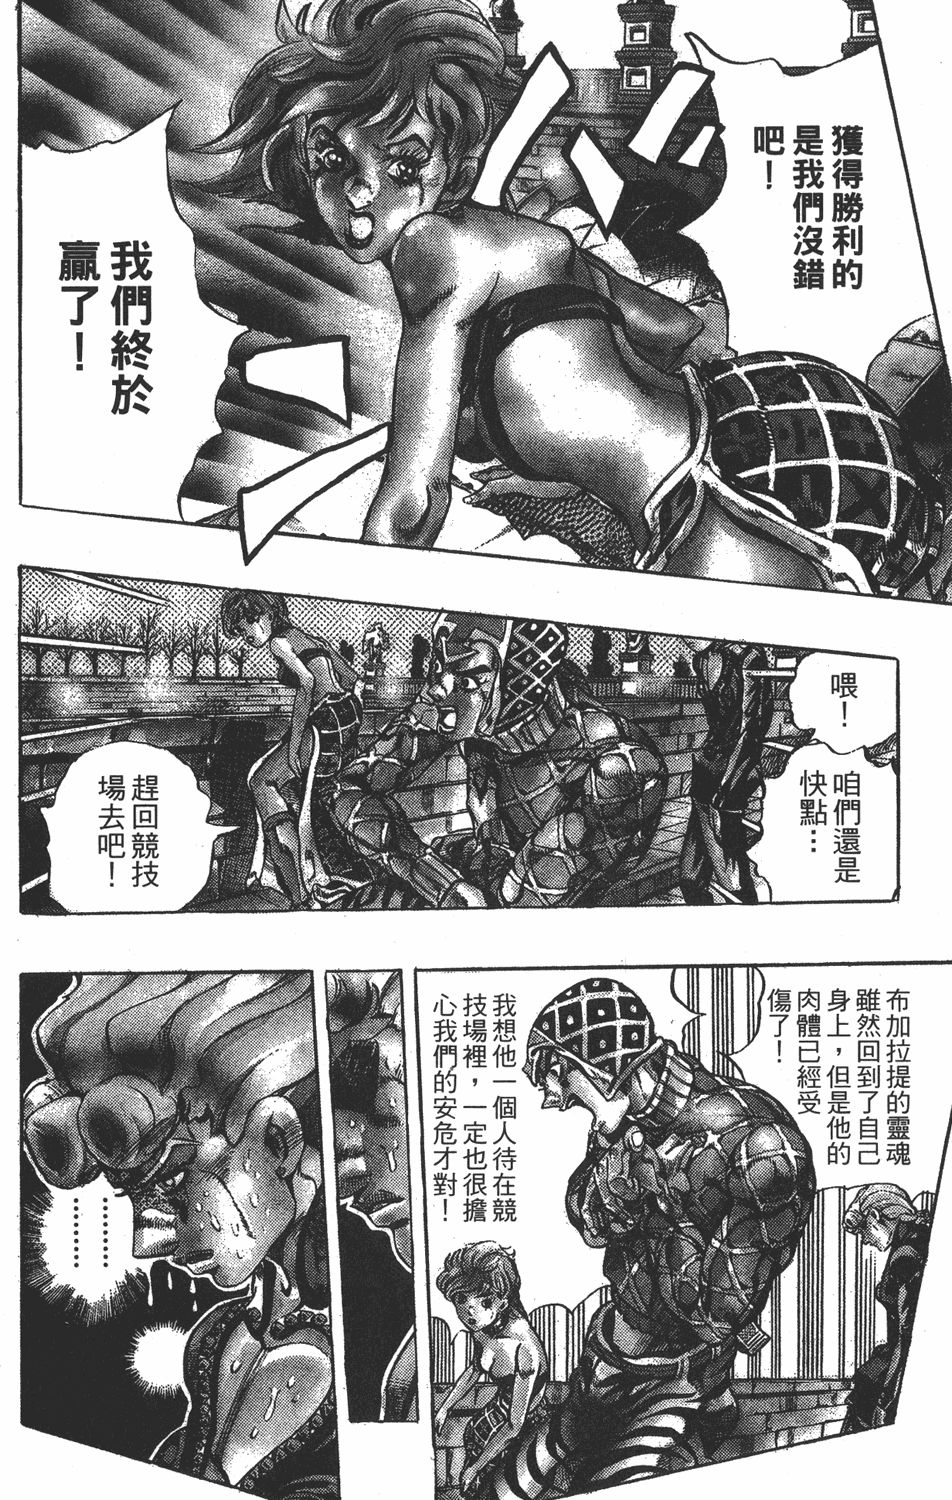 獲得勝利的
是我們沒錯
吧！
我們終於
贏了！
喂！
咱們還是
快點…
趕回競技
場去吧！
布加拉提的靈魂
雖然回到了自己
身上，但是他的
肉體已經受
傷了！
我想他一個人待在競
技場裡，一定也很擔
心我們的安危才對！
………
………